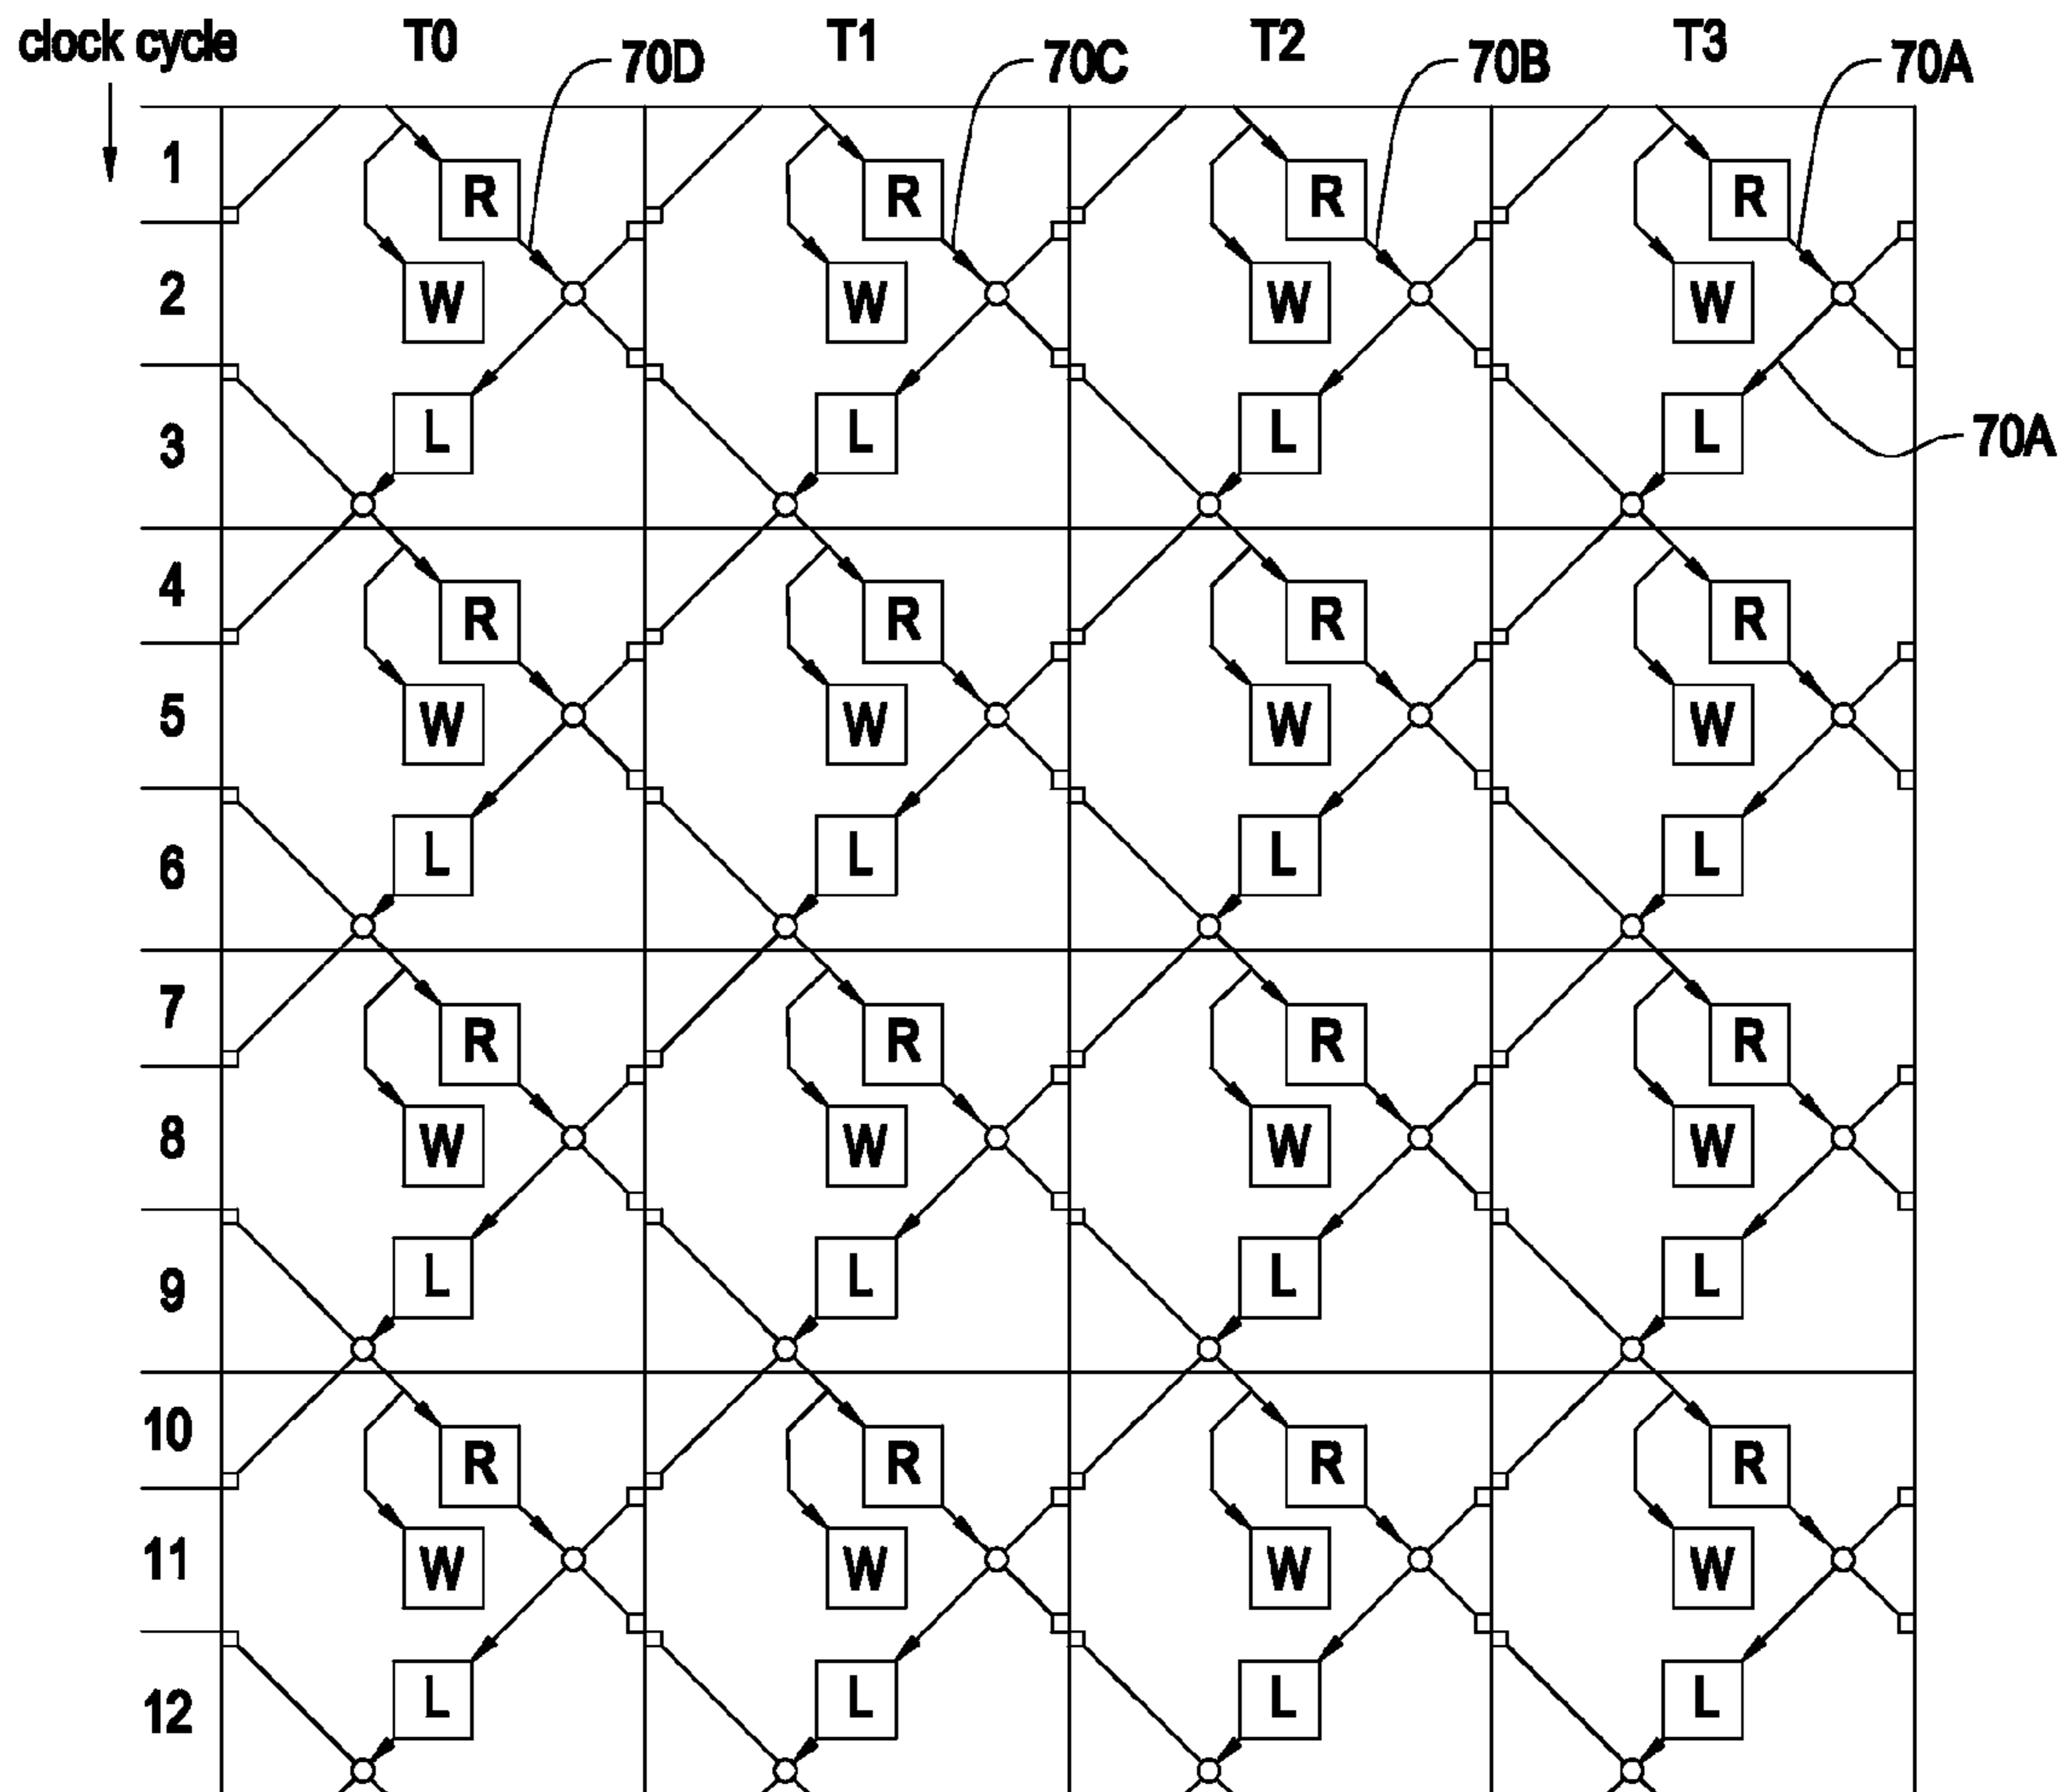 clock cycle T0 T1 T2 T3
70D 70C 70B 70A
1 R R R R
2 W W W W
3 L L L L 70A
4 R R R R
5 W W W W
6 L L L L
7 R R R R
8 W W W W
9 L L L L
10 R R R R
11 W W W W
12 L L L L